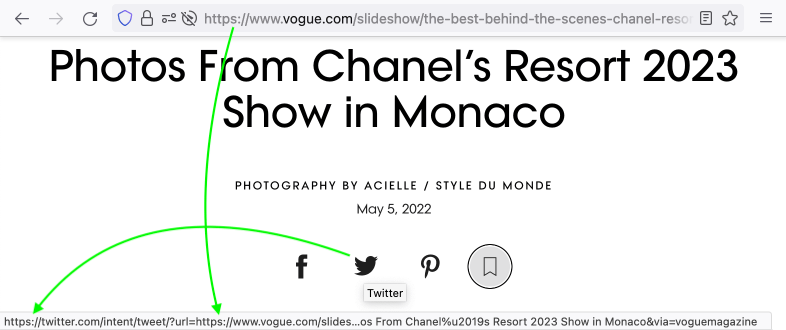 https://www.vogue.com/slideshow/the-best-behind-the-scenes-chanel-resor
Photos From Chanel's Resort 2023
Show in Monaco
PHOTOGRAPHY BY ACIELLE / STYLE DU MONDE
May 5, 2022
Twitter
https://twitter.com/intent/tweet/?url=https://www.vogue.com/slides...os From Chanel%u2019s Resort 2023 Show in Monaco&via=voguemagazine